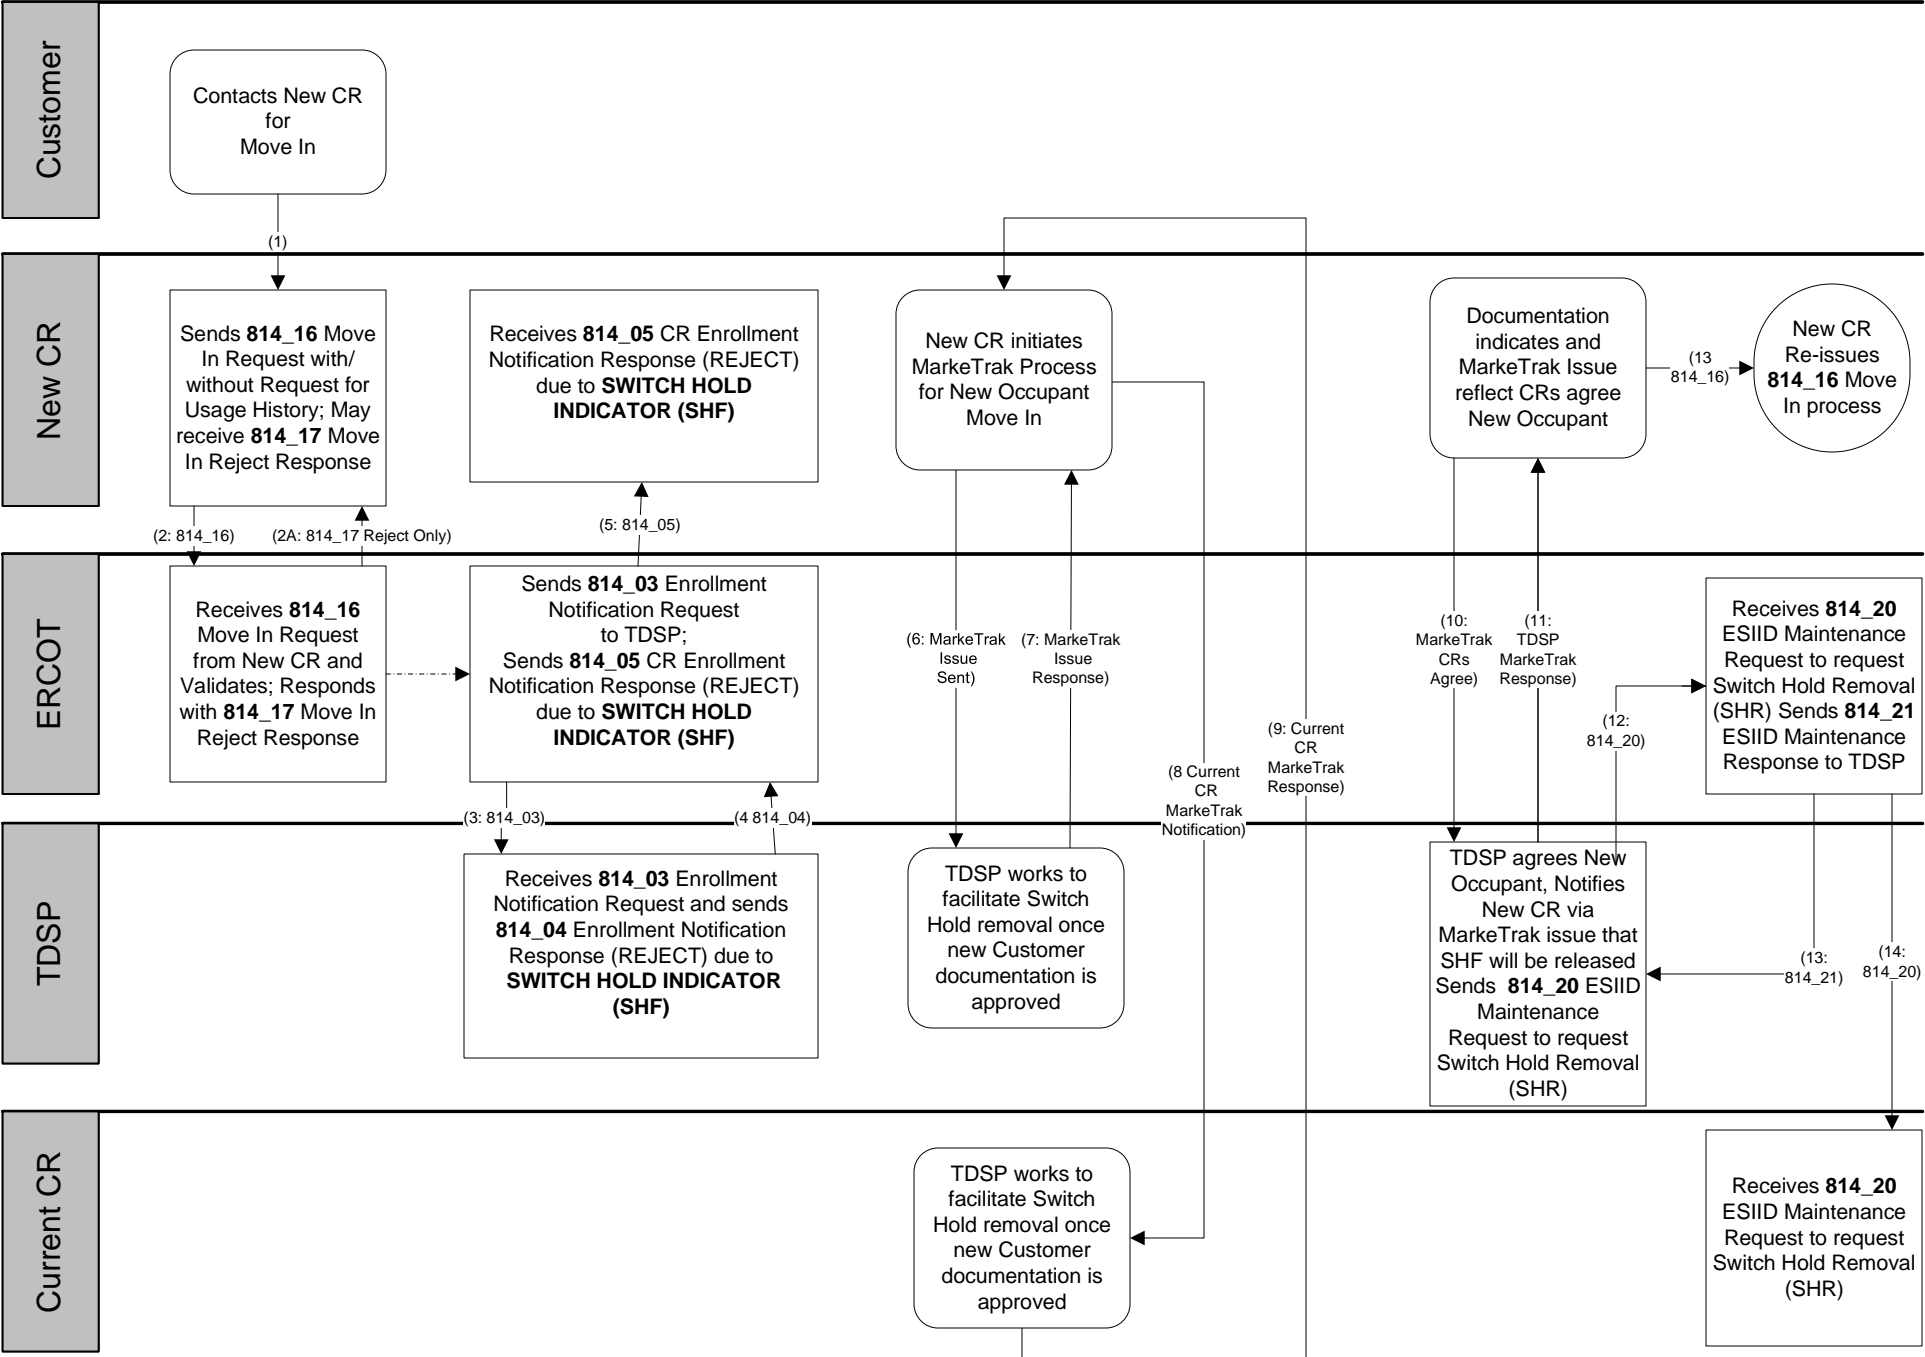 Customer
Contacts New CR
for
Move In
(1)
New CR
Sends 814_16 Move
In Request with/
without Request for
Usage History; May
receive 814_17 Move
In Reject Response
Receives 814_05 CR Enrollment
Notification Response (REJECT)
due to SWITCH HOLD
INDICATOR (SHF)
New CR initiates
MarkeTrak Process
for New Occupant
Move In
Documentation
indicates and
MarkeTrak Issue
reflect CRs agree
New Occupant
(13
814_16)
New CR
Re-issues
814_16 Move
In process
(2: 814_16)
(2A: 814_17 Reject Only)
(5: 814_05)
ERCOT
Receives 814_16
Move In Request
from New CR and
Validates; Responds
with 814_17 Move In
Reject Response
Sends 814_03 Enrollment
Notification Request
to TDSP;
Sends 814_05 CR Enrollment
Notification Response (REJECT)
due to SWITCH HOLD
INDICATOR (SHF)
(6: MarkeTrak
Issue
Sent)
(7: MarkeTrak
Issue
Response)
(8 Current
CR
MarkeTrak
Notification)
(9: Current
CR
MarkeTrak
Response)
(10:
MarkeTrak
CRs
Agree)
(11:
TDSP
MarkeTrak
Response)
(12:
814_20)
Receives 814_20
ESIID Maintenance
Request to request
Switch Hold Removal
(SHR) Sends 814_21
ESIID Maintenance
Response to TDSP
(3: 814_03)
(4 814_04)
TDSP
Receives 814_03 Enrollment
Notification Request and sends
814_04 Enrollment Notification
Response (REJECT) due to
SWITCH HOLD INDICATOR
(SHF)
TDSP works to
facilitate Switch
Hold removal once
new Customer
documentation is
approved
TDSP agrees New
Occupant, Notifies
New CR via
MarkeTrak issue that
SHF will be released
Sends 814_20 ESIID
Maintenance
Request to request
Switch Hold Removal
(SHR)
(13:
814_21)
(14:
814_20)
Current CR
TDSP works to
facilitate Switch
Hold removal once
new Customer
documentation is
approved
Receives 814_20
ESIID Maintenance
Request to request
Switch Hold Removal
(SHR)